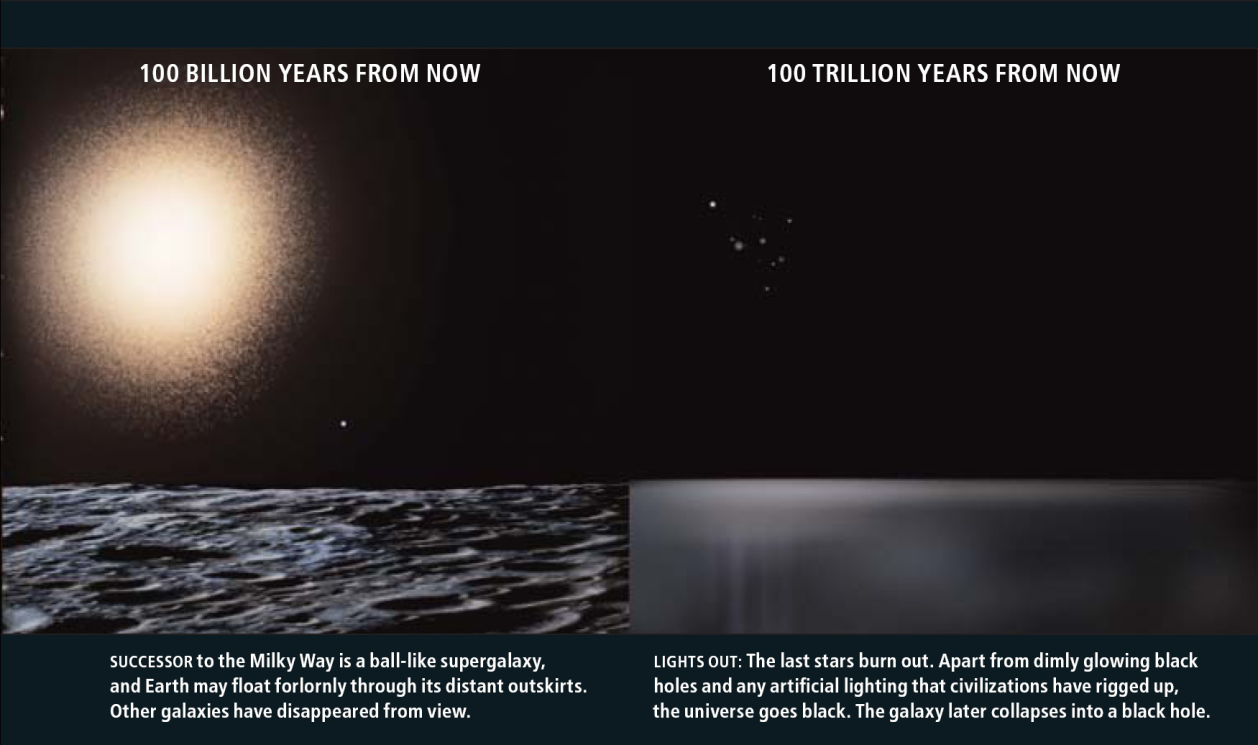 100 BILLION YEARS FROM NOW
100 TRILLION YEARS FROM NOW
SUCCESSOR to the Milky Way is a ball-like supergalaxy,
and Earth may float forlornly through its distant outskirts.
Other galaxies have disappeared from view.
LIGHTS OUT: The last stars burn out. Apart from dimly glowing black
holes and any artificial lighting that civilizations have rigged up,
the universe goes black. The galaxy later collapses into a black hole.